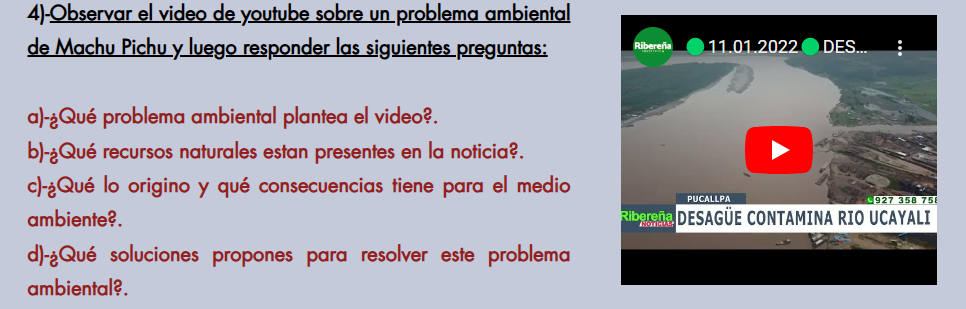 4)-Observar el video de youtube sobre un problema ambiental
de Machu Pichu y luego responder las siguientes preguntas:
a)-¿Qué problema ambiental plantea el video?.
b)-¿Qué recursos naturales estan presentes en la noticia?.
c)-¿Qué lo origino y qué consecuencias tiene para el medio
ambiente?.
d)-¿Qué soluciones propones para resolver este problema
ambiental?.
Ribereña
11.01.2022 DES...
PUCALLPA
927 358 758
Ribereña
NOTICIAS
DESAGÜE CONTAMINA RIO UCAYALI